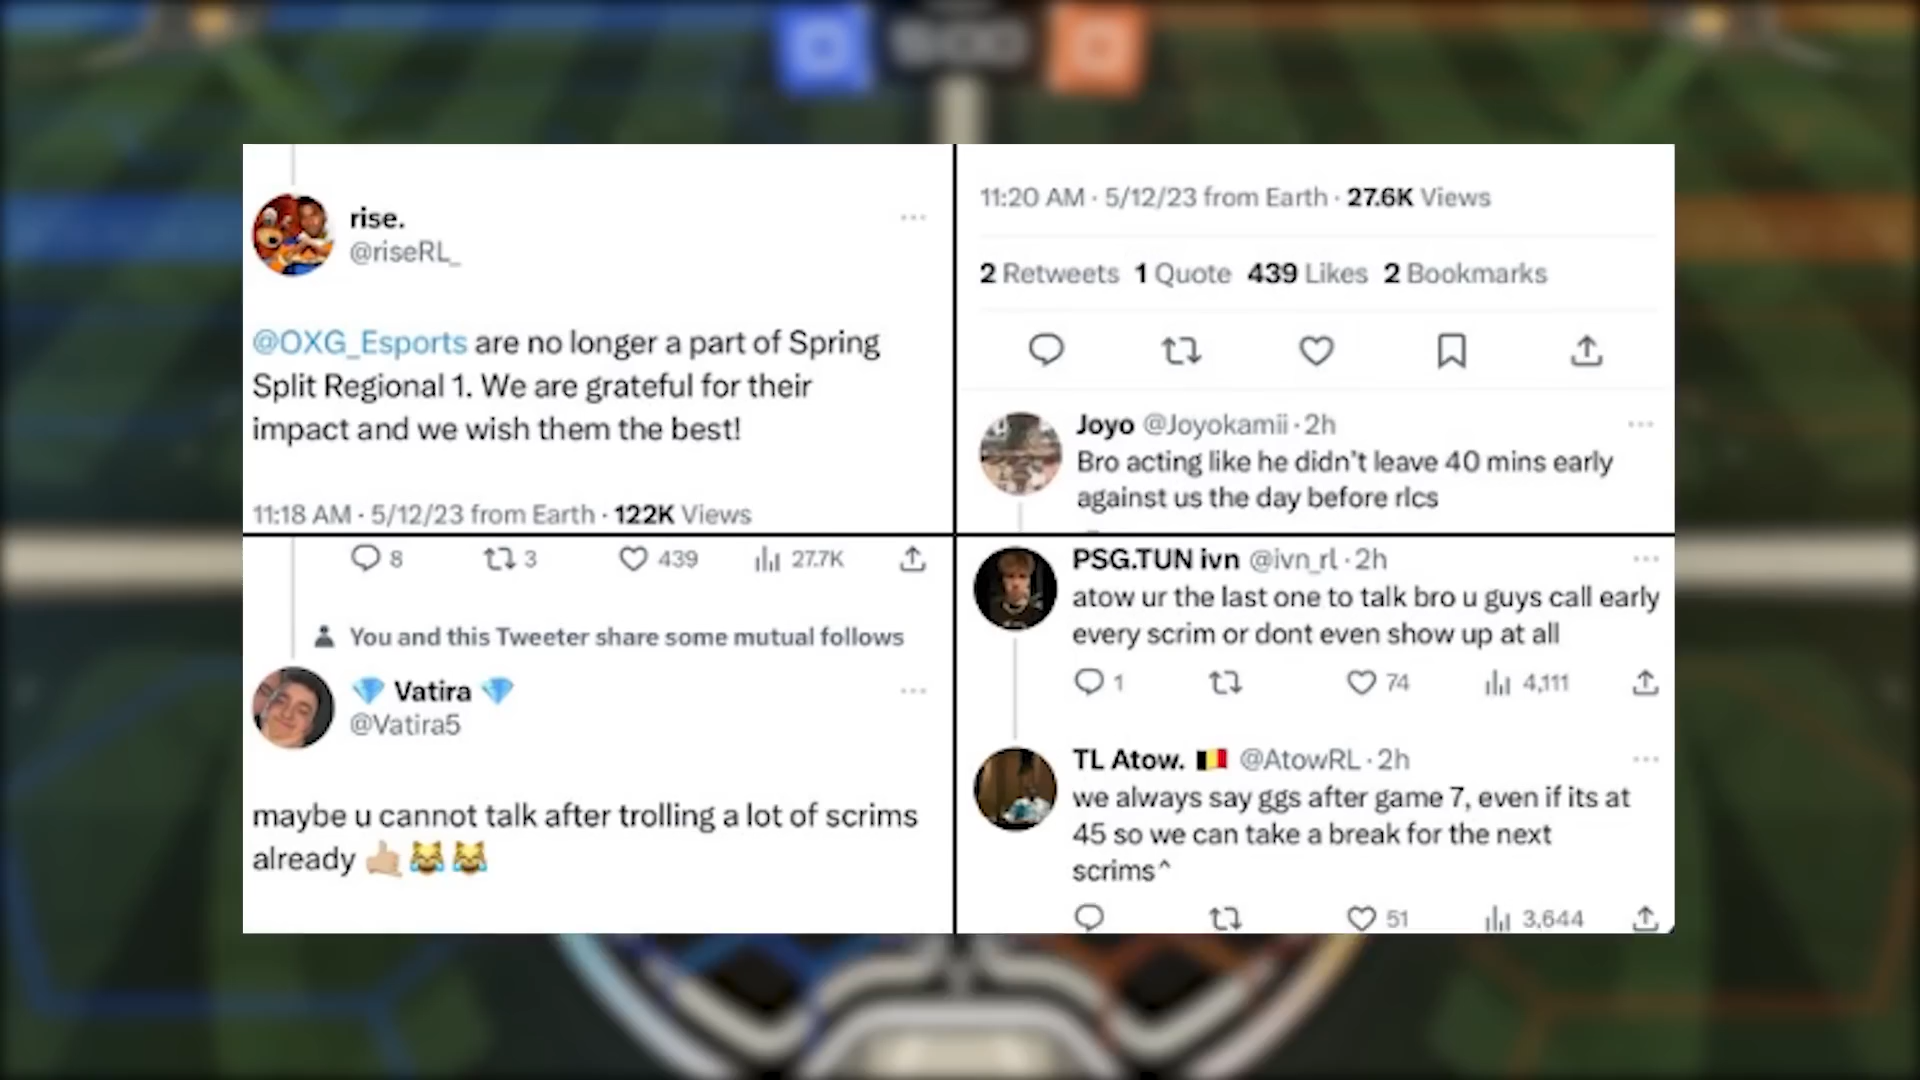 rise.
@riseRL_
@OXG_Esports are no longer a part of Spring
Split Regional 1. We are grateful for their
impact and we wish them the best!
11:18 AM · 5/12/23 from Earth · 122K Views
11:20 AM · 5/12/23 from Earth · 27.6K Views
2 Retweets 1 Quote 439 Likes 2 Bookmarks
Joyo @Joyokamii · 2h
Bro acting like he didn't leave 40 mins early
against us the day before rlcs
8 3 439 27.7K
You and this Tweeter share some mutual follows
💎 Vatira 💎
@Vatira5
maybe u cannot talk after trolling a lot of scrims
already 🤙🏼😹😹
PSG.TUN ivn @ivn_rl · 2h
atow ur the last one to talk bro u guys call early
every scrim or dont even show up at all
1 74 4,111
TL Atow. 🇧🇪 @AtowRL · 2h
we always say ggs after game 7, even if its at
45 so we can take a break for the next
scrims^
51 3,644